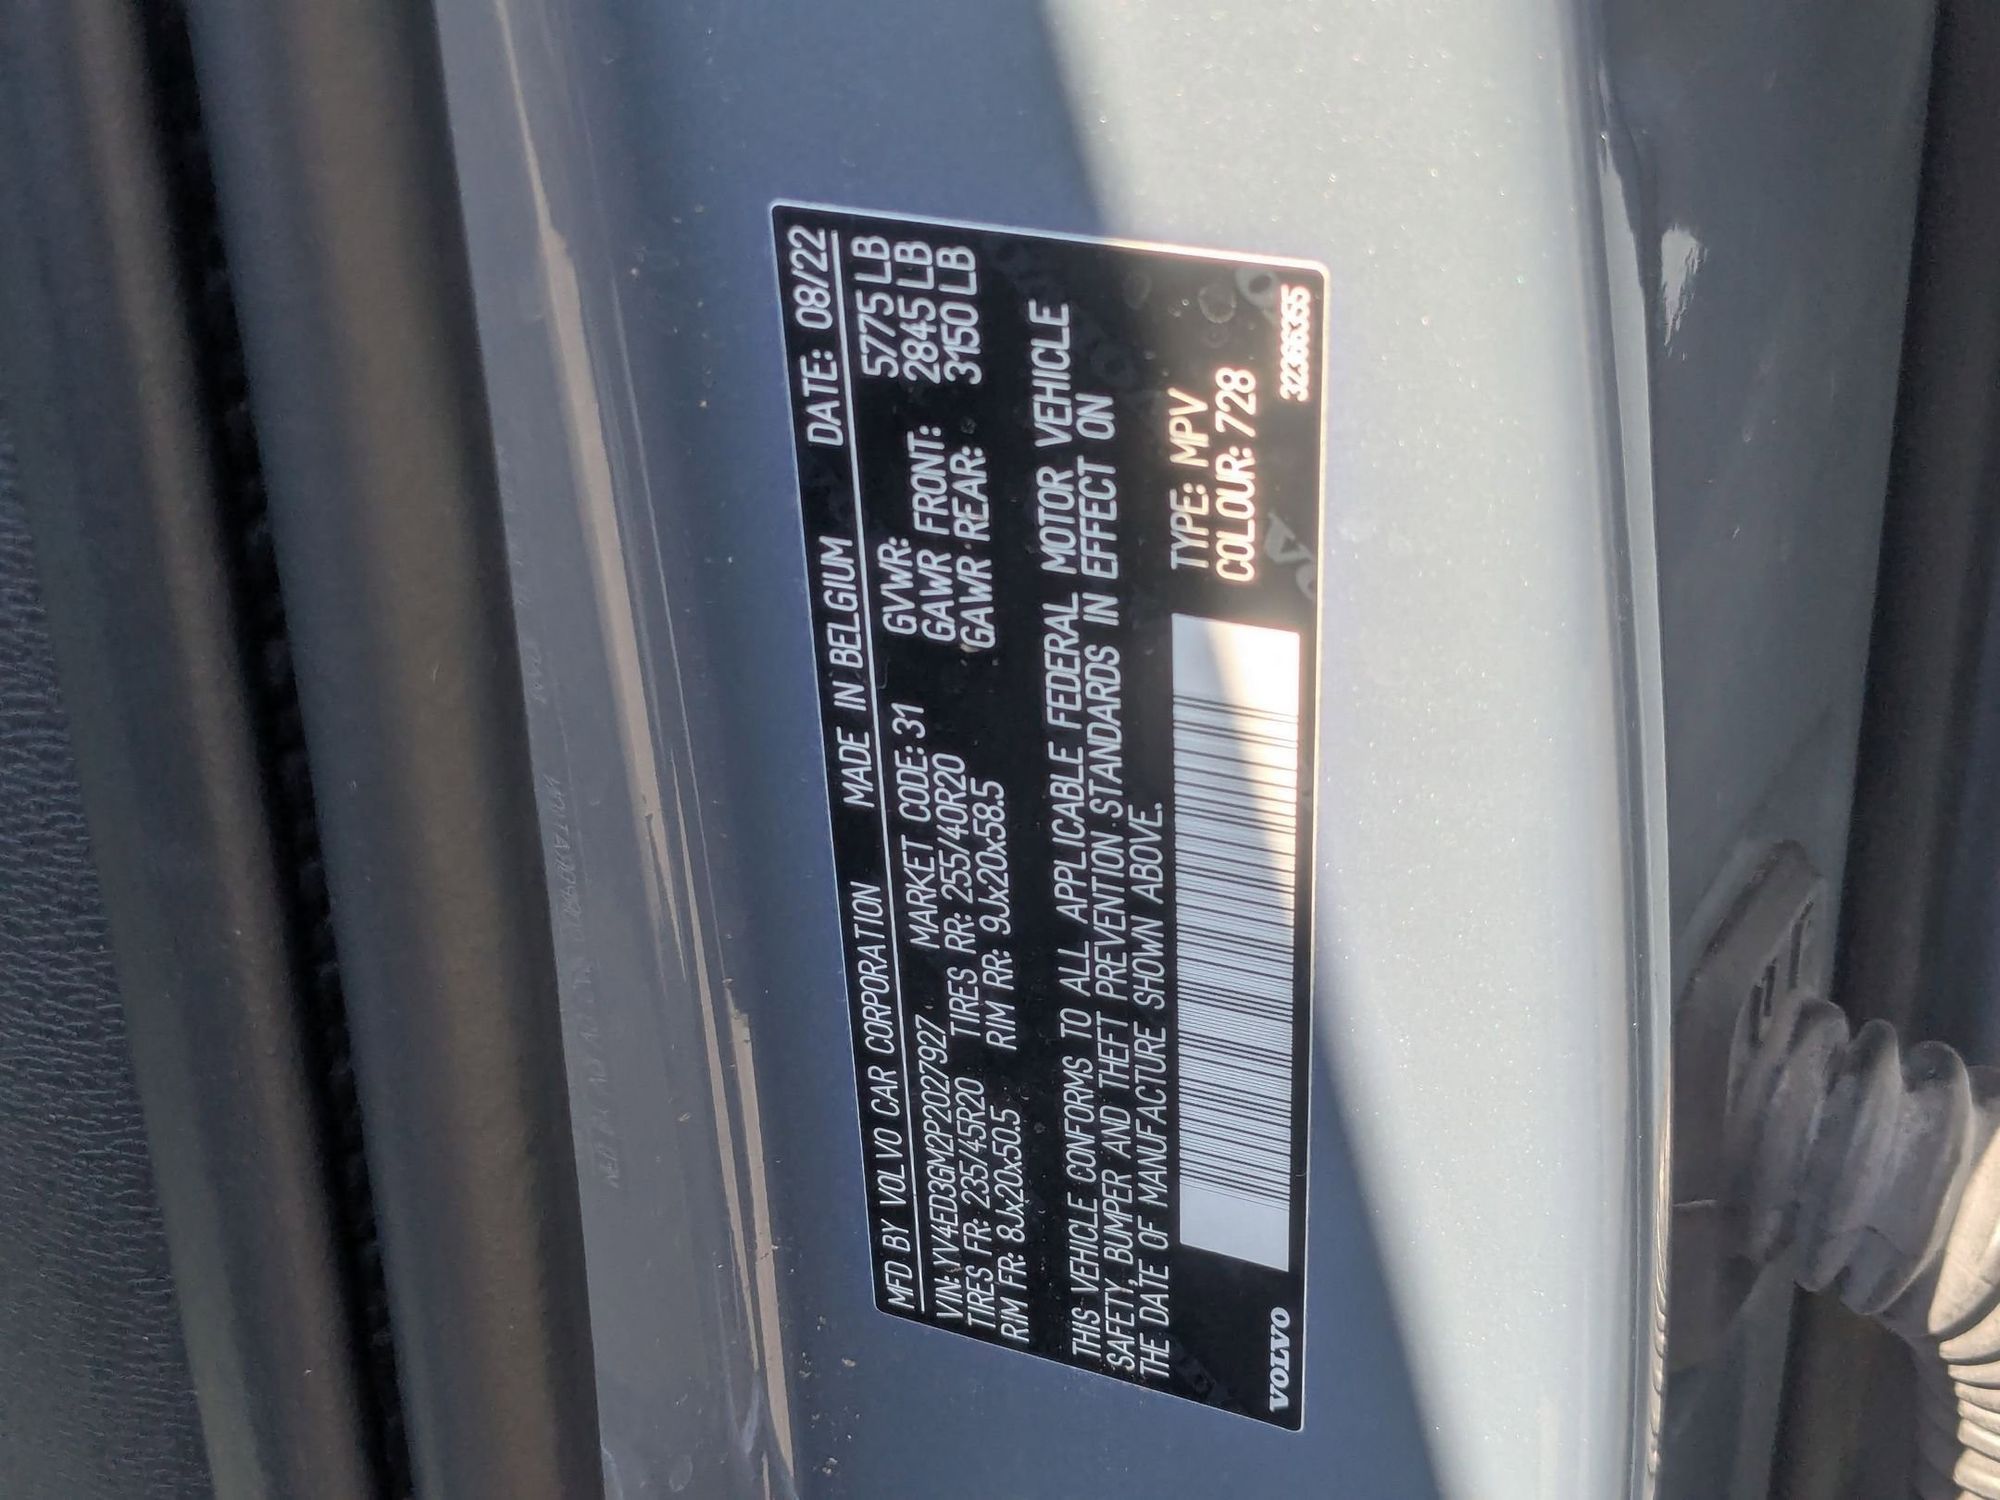 MFD BY VOLVO CAR CORPORATION MADE IN BELGIUM DATE: 08/22
VIN: YV4ED3GM2P2027927 MARKET CODE: 31 GVWR: 5775 LB
TIRES FR: 235/45R20 TIRES RR: 255/40R20 GAWR FRONT: 2845 LB
RIM FR: 8Jx20x50.5 RIM RR: 9Jx20x58.5 GAWR REAR: 3150 LB
THIS VEHICLE CONFORMS TO ALL APPLICABLE FEDERAL MOTOR VEHICLE
SAFETY, BUMPER AND THEFT PREVENTION STANDARDS IN EFFECT ON
THE DATE OF MANUFACTURE SHOWN ABOVE.
TYPE: MPV
COLOUR: 728
VOLVO 32366355